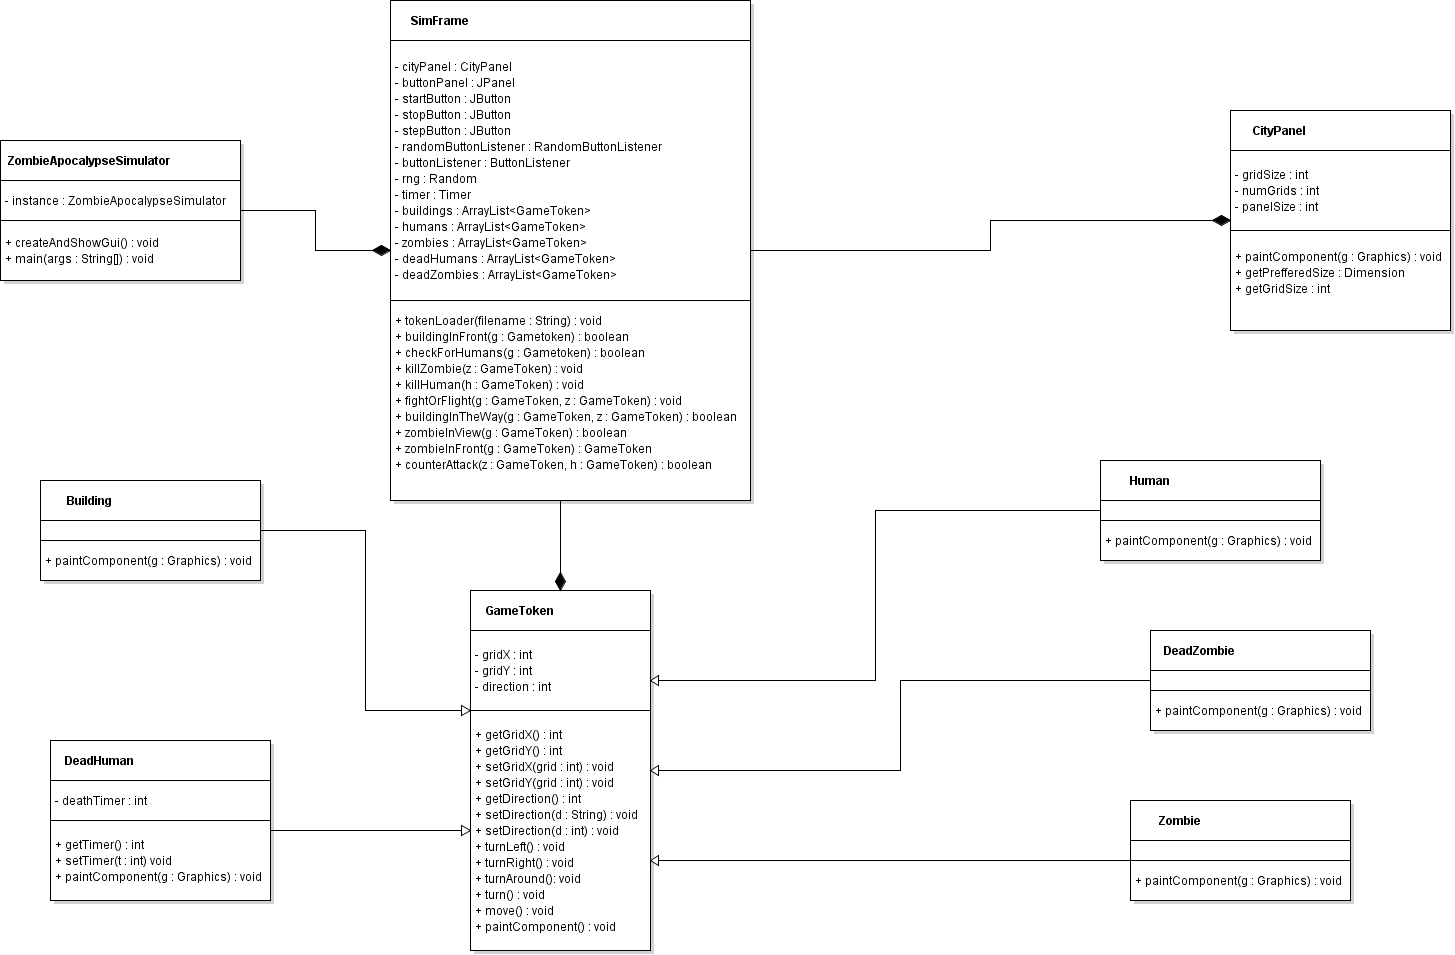 SimFrame
- cityPanel : CityPanel
- buttonPanel : JPanel
- startButton : JButton
- stopButton : JButton
- stepButton : JButton
- randomButtonListener : RandomButtonListener
- buttonListener : ButtonListener
- rng : Random
- timer : Timer
- buildings : ArrayList<GameToken>
- humans : ArrayList<GameToken>
- zombies : ArrayList<GameToken>
- deadHumans : ArrayList<GameToken>
- deadZombies : ArrayList<GameToken>
+ tokenLoader(filename : String) : void
+ buildingInFront(g : Gametoken) : boolean
+ checkForHumans(g : Gametoken) : boolean
+ killZombie(z : GameToken) : void
+ killHuman(h : GameToken) : void
+ fightOrFlight(g : GameToken, z : GameToken) : void
+ buildingInTheWay(g : GameToken, z : GameToken) : boolean
+ zombieInView(g : GameToken) : boolean
+ zombieInFront(g : GameToken) : GameToken
+ counterAttack(z : GameToken, h : GameToken) : boolean
ZombieApocalypseSimulator
- instance : ZombieApocalypseSimulator
+ createAndShowGui() : void
+ main(args : String[]) : void
CityPanel
- gridSize : int
- numGrids : int
- panelSize : int
+ paintComponent(g : Graphics) : void
+ getPrefferedSize : Dimension
+ getGridSize : int
Building
+ paintComponent(g : Graphics) : void
Human
+ paintComponent(g : Graphics) : void
GameToken
- gridX : int
- gridY : int
- direction : int
+ getGridX() : int
+ getGridY() : int
+ setGridX(grid : int) : void
+ setGridY(grid : int) : void
+ getDirection() : int
+ setDirection(d : String) : void
+ setDirection(d : int) : void
+ turnLeft() : void
+ turnRight() : void
+ turnAround(): void
+ turn() : void
+ move() : void
+ paintComponent() : void
DeadZombie
+ paintComponent(g : Graphics) : void
DeadHuman
- deathTimer : int
+ getTimer() : int
+ setTimer(t : int) void
+ paintComponent(g : Graphics) : void
Zombie
+ paintComponent(g : Graphics) : void